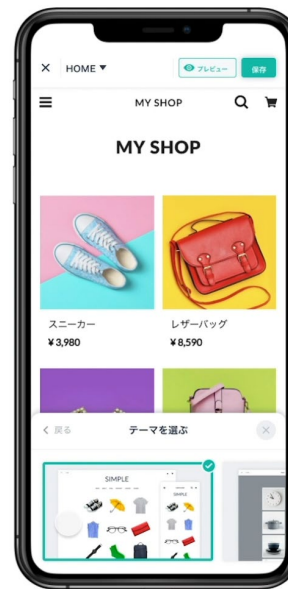 × HOME ▼ プレビュー 保存
MY SHOP
MY SHOP
スニーカー レザーバッグ
¥3,980 ¥8,590
< 戻る テーマを選ぶ ×
SIMPLE
SIMPLE